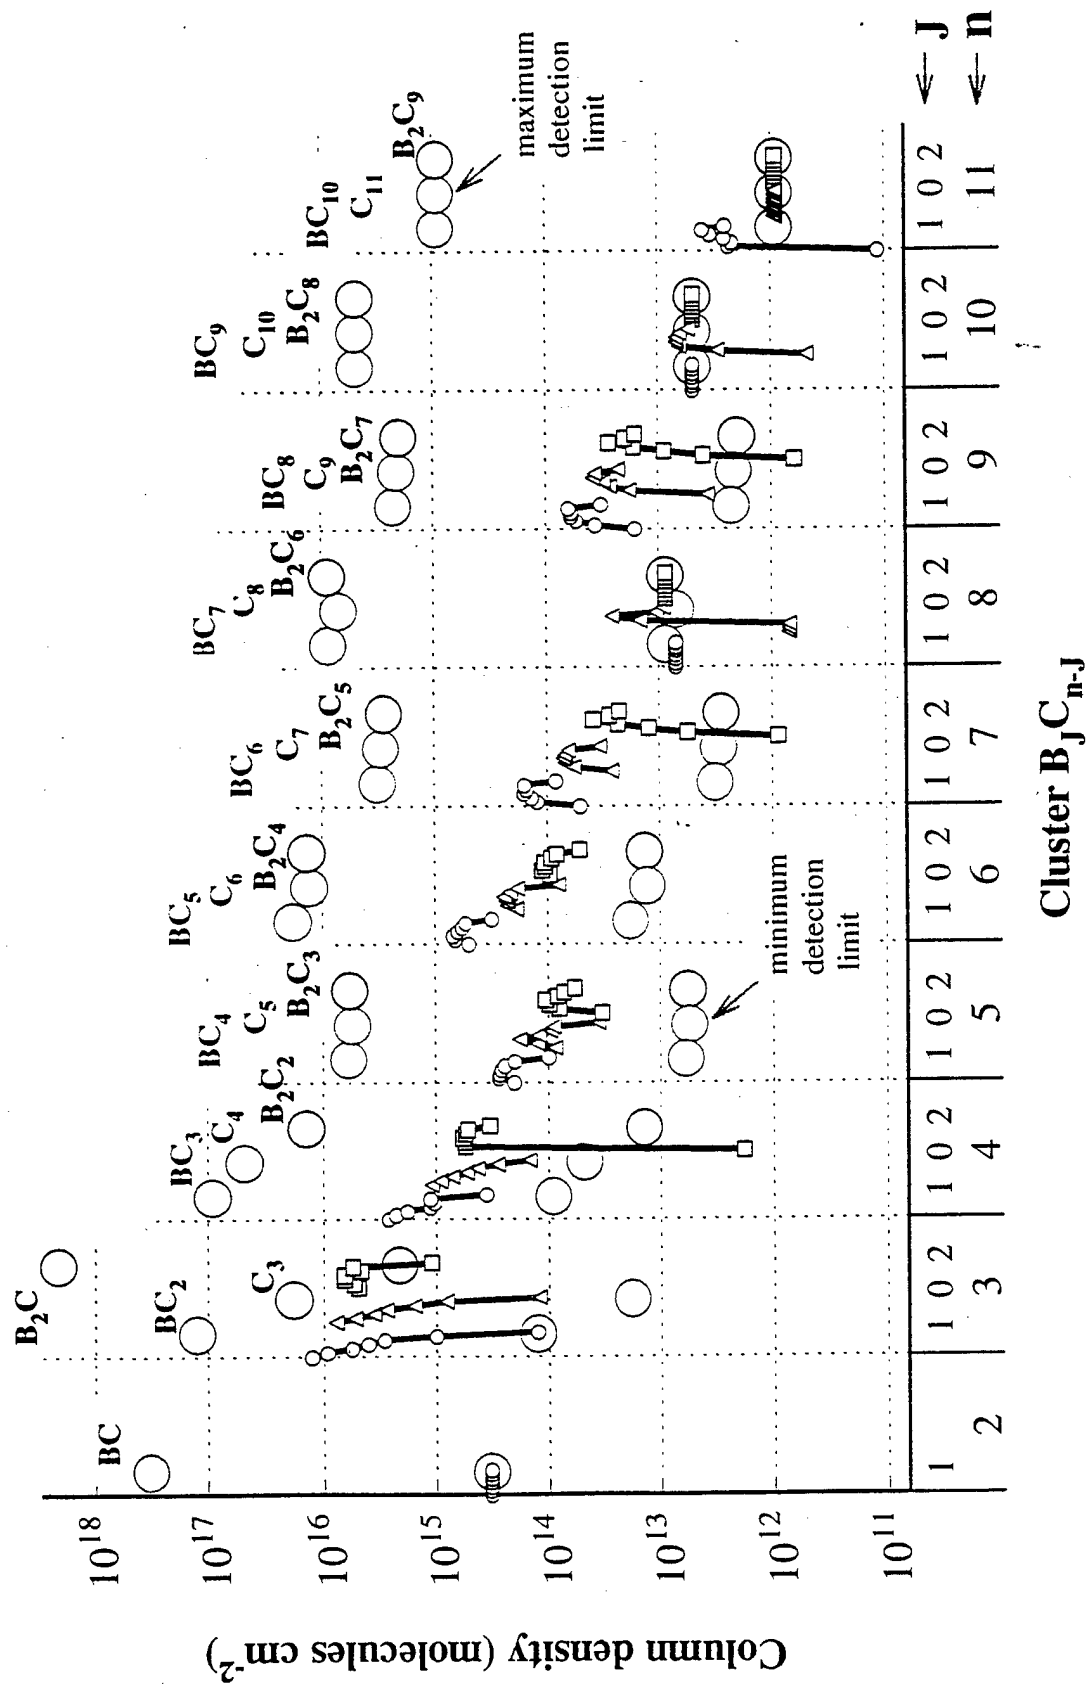 Column density (molecules cm⁻²)
10¹⁸
10¹⁷
10¹⁶
10¹⁵
10¹⁴
10¹³
10¹²
10¹¹
BC
B₂C
BC₂
C₃
BC₃
C₄
B₂C₂
BC₄
C₅
B₂C₃
BC₅
C₆
B₂C₄
BC₆
C₇
B₂C₅
BC₇
C₈
B₂C₆
BC₈
C₉
B₂C₇
BC₉
C₁₀
B₂C₈
BC₁₀
C₁₁
B₂C₉
maximum
detection
limit
minimum
detection
limit
1 1 0 2 1 0 2 1 0 2 1 0 2 1 0 2 1 0 2 1 0 2 1 0 2 1 0 2 ← J
2 3 4 5 6 7 8 9 10 11 ← n
Cluster B_J C_n-J